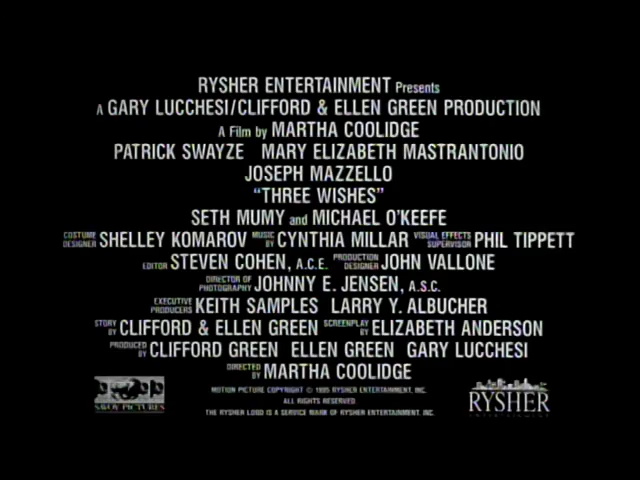 RYSHER ENTERTAINMENT Presents
A GARY LUCCHESI/CLIFFORD & ELLEN GREEN PRODUCTION
A Film by MARTHA COOLIDGE
PATRICK SWAYZE MARY ELIZABETH MASTRANTONIO
JOSEPH MAZZELLO
"THREE WISHES"
SETH MUMY and MICHAEL O'KEEFE
COSTUME DESIGNER SHELLEY KOMAROV MUSIC BY CYNTHIA MILLAR VISUAL EFFECTS SUPERVISOR PHIL TIPPETT
EDITOR STEVEN COHEN, A.C.E. PRODUCTION DESIGNER JOHN VALLONE
DIRECTOR OF PHOTOGRAPHY JOHNNY E. JENSEN, A.S.C.
EXECUTIVE PRODUCERS KEITH SAMPLES LARRY Y. ALBUCHER
STORY BY CLIFFORD & ELLEN GREEN SCREENPLAY BY ELIZABETH ANDERSON
PRODUCED BY CLIFFORD GREEN ELLEN GREEN GARY LUCCHESI
DIRECTED BY MARTHA COOLIDGE
MOTION PICTURE COPYRIGHT © 1995 RYSHER ENTERTAINMENT, INC.
ALL RIGHTS RESERVED
THE RYSHER LOGO IS A SERVICE MARK OF RYSHER ENTERTAINMENT, INC.
SAVOY PICTURES
RYSHER
ENTERTAINMENT